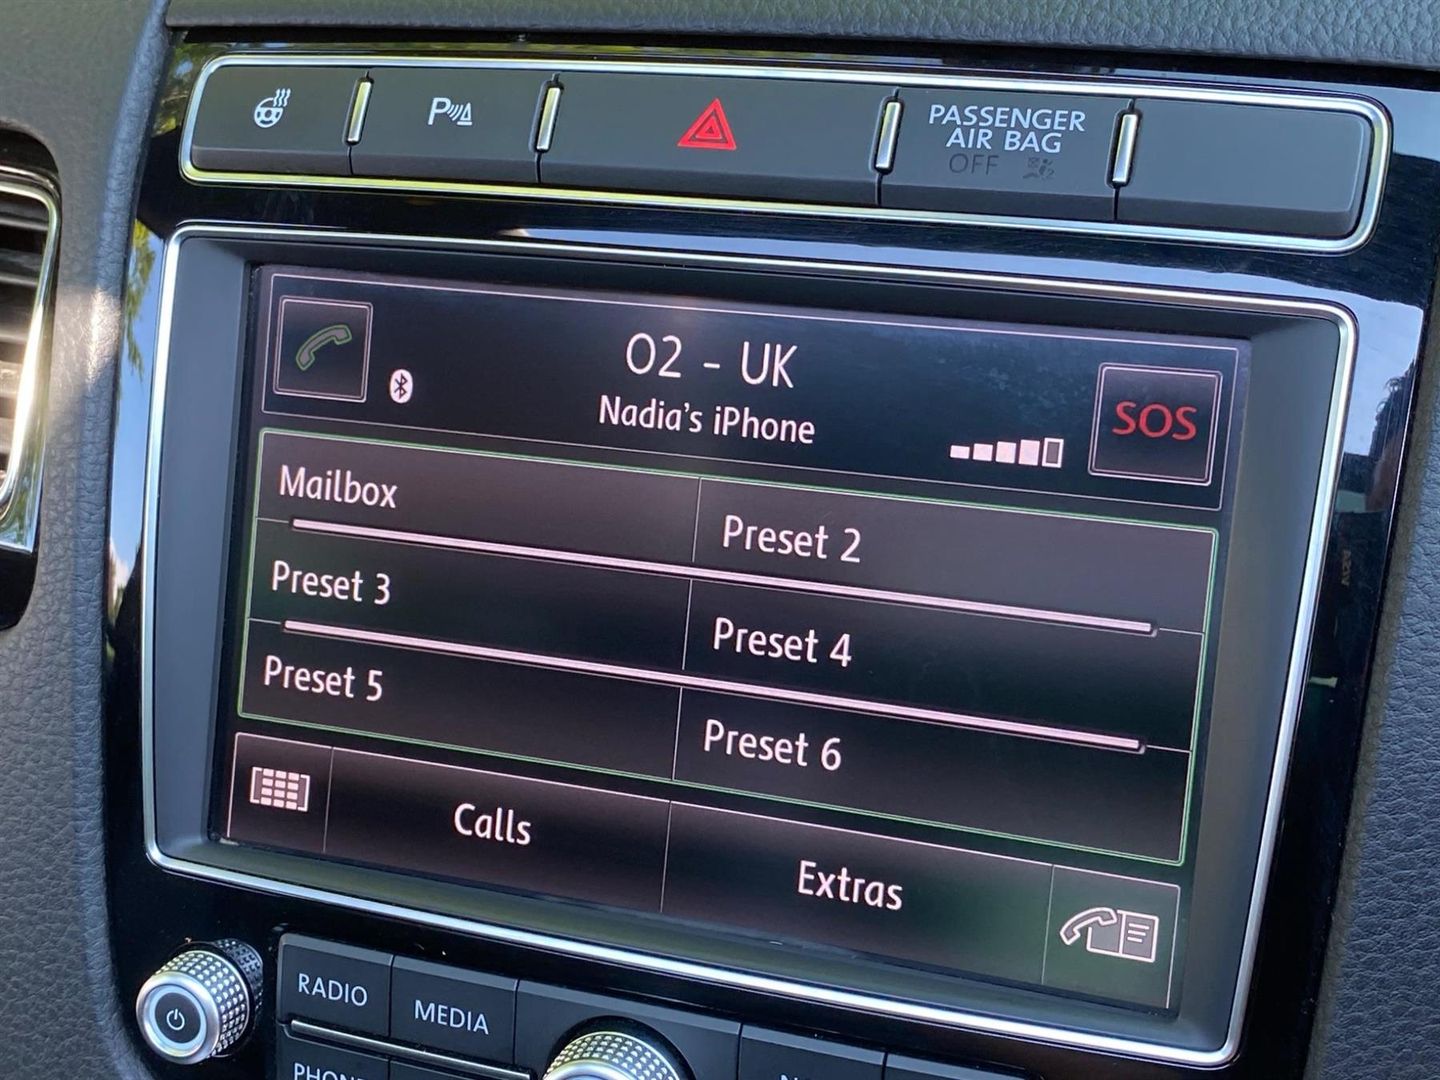 P
PASSENGER
AIR BAG
OFF
O2 - UK
Nadia's iPhone
SOS
Mailbox
Preset 2
Preset 3
Preset 4
Preset 5
Preset 6
Calls
Extras
RADIO
MEDIA